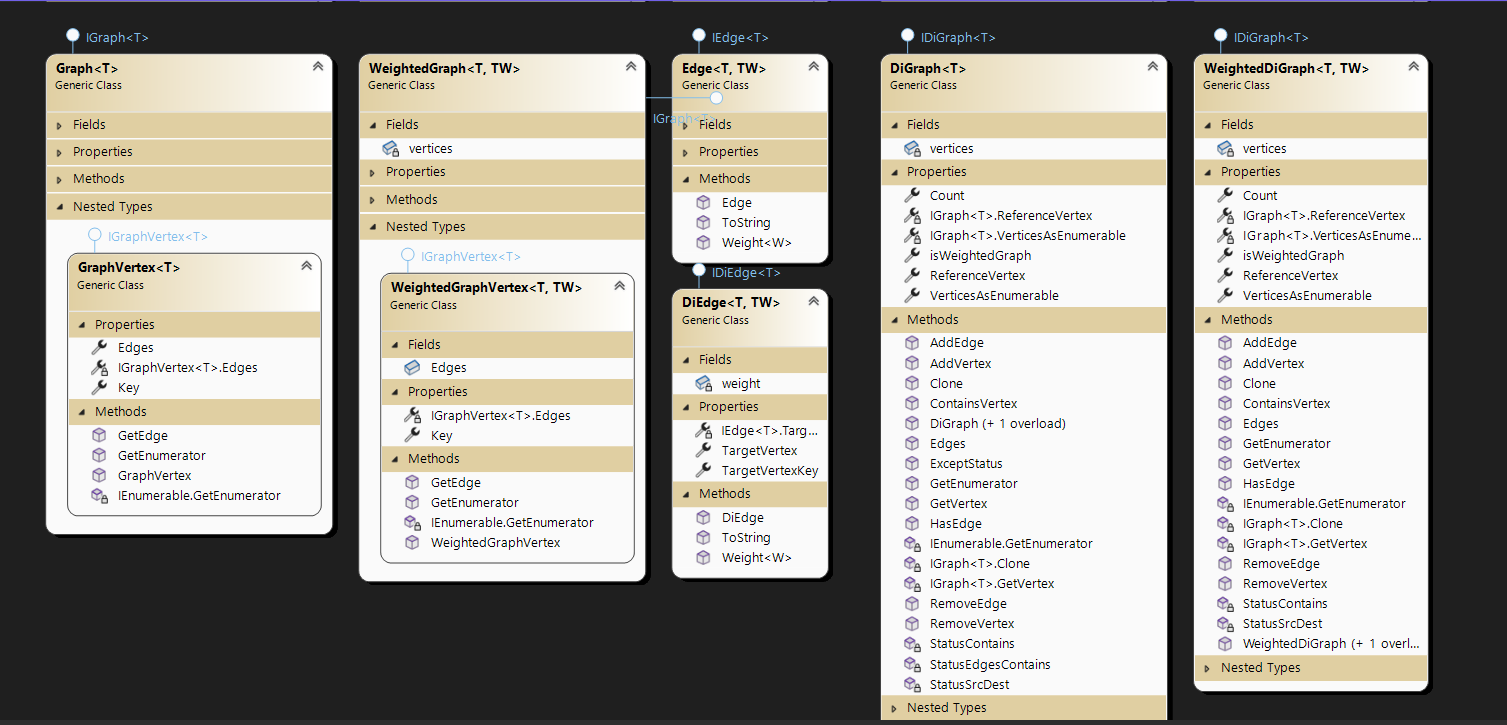 IGraph<T>
Graph<T>
Generic Class
Fields
Properties
Methods
Nested Types
IGraphVertex<T>
GraphVertex<T>
Generic Class
Properties
Edges
IGraphVertex<T>.Edges
Key
Methods
GetEdge
GetEnumerator
GraphVertex
IEnumerable.GetEnumerator
WeightedGraph<T, TW>
Generic Class
Fields
vertices
Properties
Methods
Nested Types
IGraphVertex<T>
WeightedGraphVertex<T, TW>
Generic Class
Fields
Edges
Properties
IGraphVertex<T>.Edges
Key
Methods
GetEdge
GetEnumerator
IEnumerable.GetEnumerator
WeightedGraphVertex
IGraph<T>
IEdge<T>
Edge<T, TW>
Generic Class
Fields
Properties
Methods
Edge
ToString
Weight<W>
IDiEdge<T>
DiEdge<T, TW>
Generic Class
Fields
weight
Properties
IEdge<T>.Targ...
TargetVertex
TargetVertexKey
Methods
DiEdge
ToString
Weight<W>
IDiGraph<T>
DiGraph<T>
Generic Class
Fields
vertices
Properties
Count
IGraph<T>.ReferenceVertex
IGraph<T>.VerticesAsEnumerable
isWeightedGraph
ReferenceVertex
VerticesAsEnumerable
Methods
AddEdge
AddVertex
Clone
ContainsVertex
DiGraph (+ 1 overload)
Edges
ExceptStatus
GetEnumerator
GetVertex
HasEdge
IEnumerable.GetEnumerator
IGraph<T>.Clone
IGraph<T>.GetVertex
RemoveEdge
RemoveVertex
StatusContains
StatusEdgesContains
StatusSrcDest
Nested Types
IDiGraph<T>
WeightedDiGraph<T, TW>
Generic Class
Fields
vertices
Properties
Count
IGraph<T>.ReferenceVertex
IGraph<T>.VerticesAsEnume...
isWeightedGraph
ReferenceVertex
VerticesAsEnumerable
Methods
AddEdge
AddVertex
Clone
ContainsVertex
Edges
GetEnumerator
GetVertex
HasEdge
IEnumerable.GetEnumerator
IGraph<T>.Clone
IGraph<T>.GetVertex
RemoveEdge
RemoveVertex
StatusContains
StatusSrcDest
WeightedDiGraph (+ 1 overl...
Nested Types